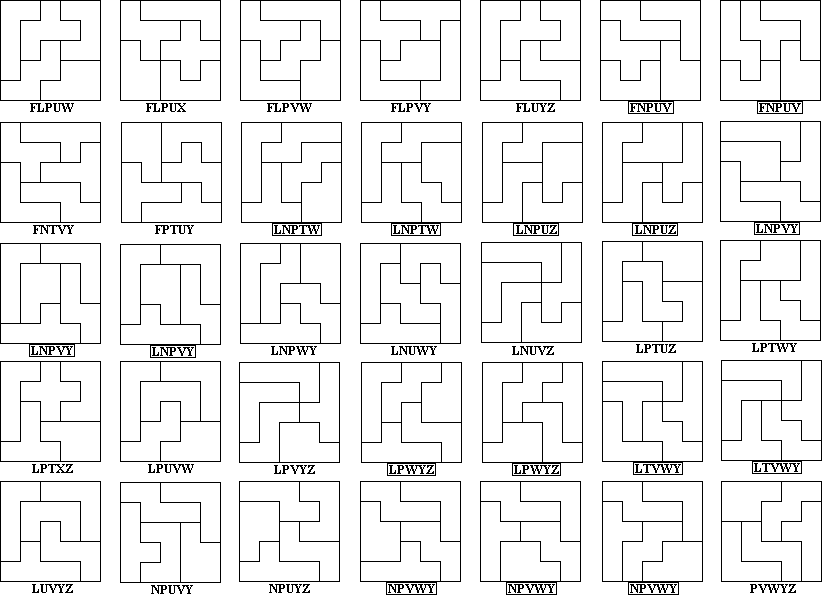 FLPUW FLPUX FLPVW FLPVY FLUYZ FNPUV FNPUV
FNTVY FPTUY LNPTW LNPTW LNPUZ LNPUZ LNPVY
LNPVY LNPVY LNPWY LNUWY LNUVZ LPTUZ LPTWY
LPTXZ LPUVW LPVYZ LPWYZ LPWYZ LTVWY LTVWY
LUVYZ NPUVY NPUYZ NPVWY NPVWY NPVWY PVWYZ